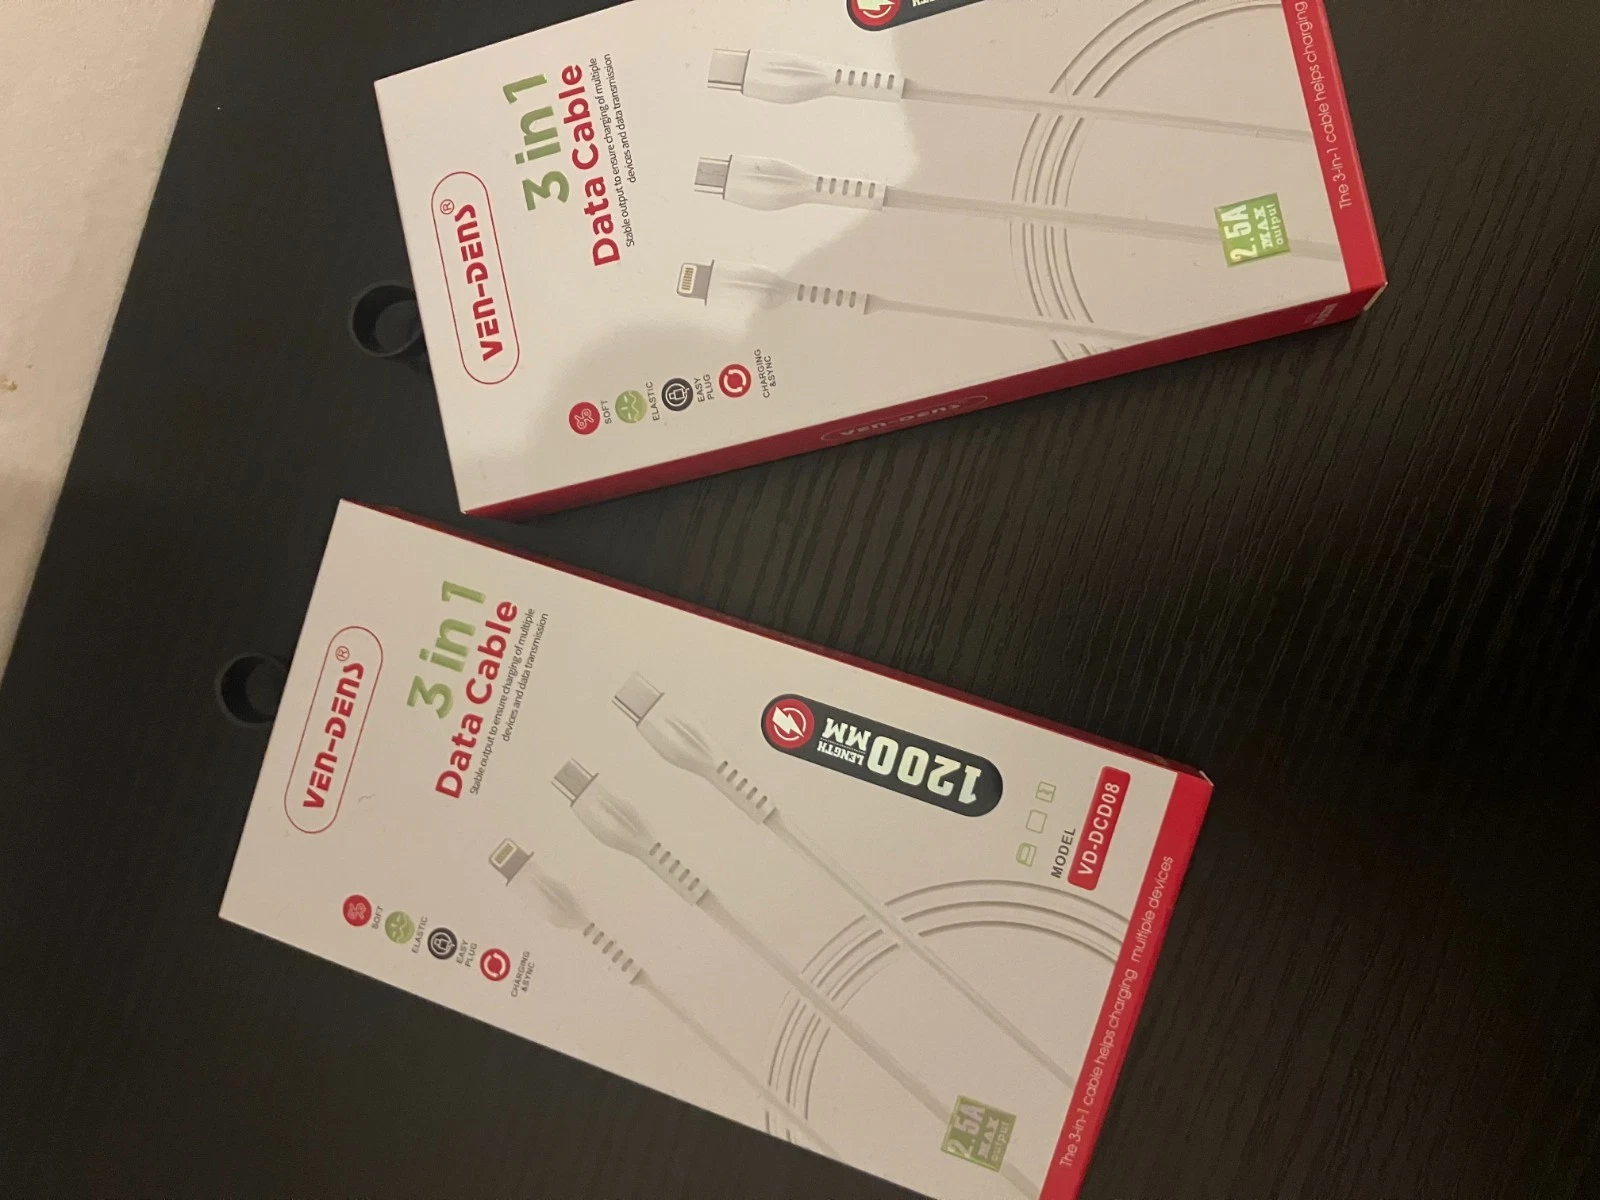 VEN-DENS®
3 in 1
Data Cable
Stable output to ensure charging of multiple
devices and data transmission
SOFT
ELASTIC
EASY
PLUG
CHARGING
&SYNC
2.5A
MAX
output
The 3-in-1 cable helps charging
VEN-DENS
VEN-DENS®
3 in 1
Data Cable
Stable output to ensure charging of multiple
devices and data transmission
SOFT
ELASTIC
EASY
PLUG
CHARGING
&SYNC
LENGTH
1200MM
MODEL
VD-DCD08
2.5A
MAX
output
The 3-in-1 cable helps charging multiple devices